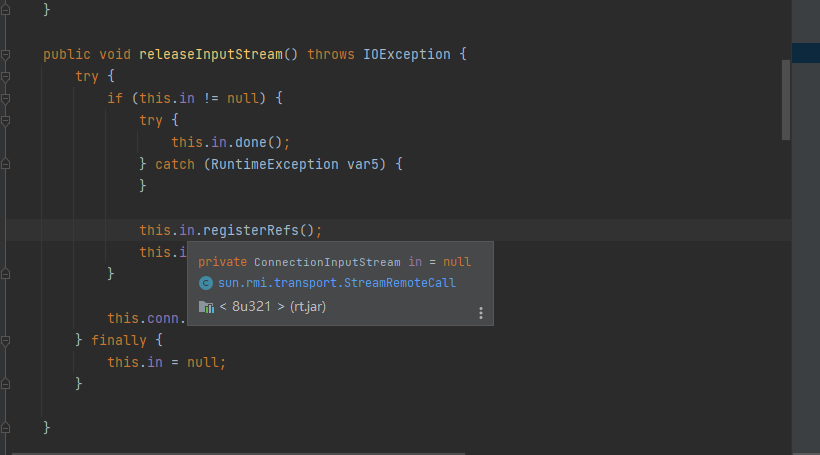 }
public void releaseInputStream() throws IOException {
try {
if (this.in != null) {
try {
this.in.done();
} catch (RuntimeException var5) {
}
this.in.registerRefs();
this.i
private ConnectionInputStream in = null
}
sun.rmi.transport.StreamRemoteCall
< 8u321 > (rt.jar)
this.conn.
} finally {
this.in = null;
}
}